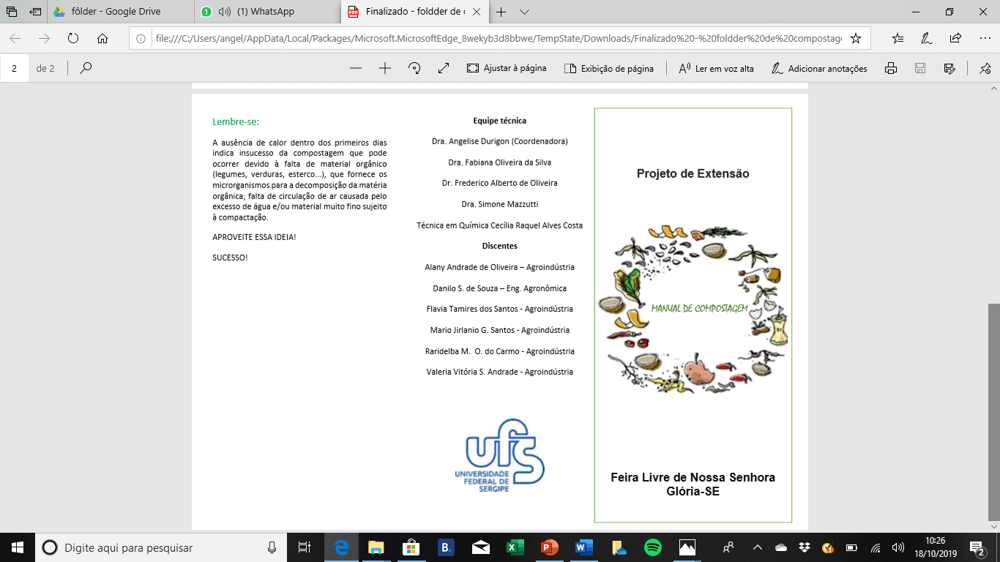 fôlder - Google Drive
(1) WhatsApp
Finalizado - foldder de c
file:///C:/Users/angel/AppData/Local/Packages/Microsoft.MicrosoftEdge_8wekyb3d8bbwe/TempState/Downloads/Finalizado%20-%20foldder%20de%20compostage
2 de 2
Ajustar à página
Exibição de página
Ler em voz alta
Adicionar anotações
Lembre-se:
A ausência de calor dentro dos primeiros dias
indica insucesso da compostagem que pode
ocorrer devido à falta de material orgânico
(legumes, verduras, esterco...), que fornece os
microrganismos para a decomposição da matéria
orgânica; falta de circulação de ar causada pelo
excesso de água e/ou material muito fino sujeito
à compactação.
APROVEITE ESSA IDEIA!
SUCESSO!
Equipe técnica
Dra. Angelise Durigon (Coordenadora)
Dra. Fabiana Oliveira da Silva
Dr. Frederico Alberto de Oliveira
Dra. Simone Mazzutti
Técnica em Química Cecília Raquel Alves Costa
Discentes
Alany Andrade de Oliveira – Agroindústria
Danilo S. de Souza – Eng. Agronômica
Flavia Tamires dos Santos - Agroindústria
Mario Jirlanio G. Santos - Agroindústria
Raridelba M. O. do Carmo - Agroindústria
Valeria Vitória S. Andrade - Agroindústria
ufs
UNIVERSIDADE
FEDERAL DE
SERGIPE
Projeto de Extensão
MANUAL DE COMPOSTAGEM
Feira Livre de Nossa Senhora
Glória-SE
Digite aqui para pesquisar
10:26
18/10/2019
2